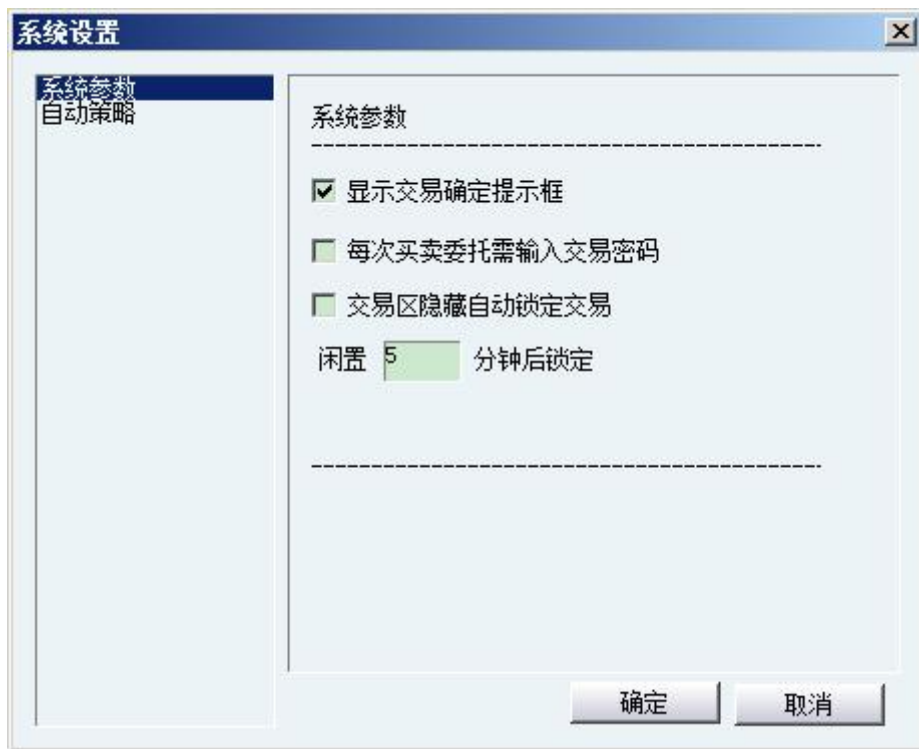 系统设置
系统参数
自动策略
系统参数
显示交易确定提示框
每次买卖委托需输入交易密码
交易区隐藏自动锁定交易
闲置 5 分钟后锁定
确定 取消